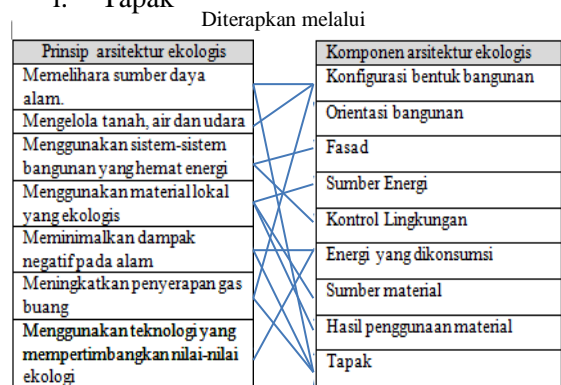 i. Tapak
Diterapkan melalui
Prinsip arsitektur ekologis
Memelihara sumber daya
alam.
Mengelola tanah, air dan udara
Menggunakan sistem-sistem
bangunan yang hemat energi
Menggunakan material lokal
yang ekologis
Meminimalkan dampak
negatif pada alam
Meningkatkan penyerapan gas
buang
Menggunakan teknologi yang
mempertimbangkan nilai-nilai
ekologi
Komponen arsitektur ekologis
Konfigurasi bentuk bangunan
Orientasi bangunan
Fasad
Sumber Energi
Kontrol Lingkungan
Energi yang dikonsumsi
Sumber material
Hasil penggunaan material
Tapak